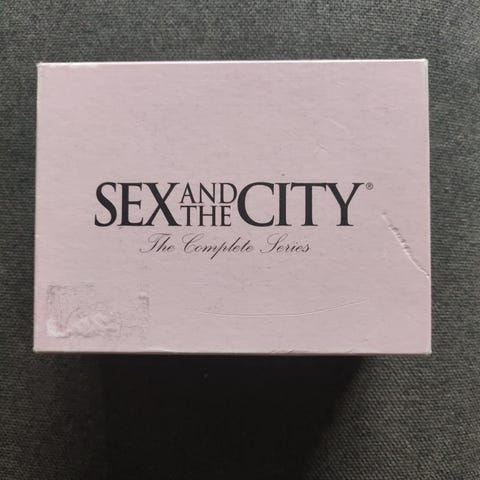 SEX AND THE CITY®
The Complete Series